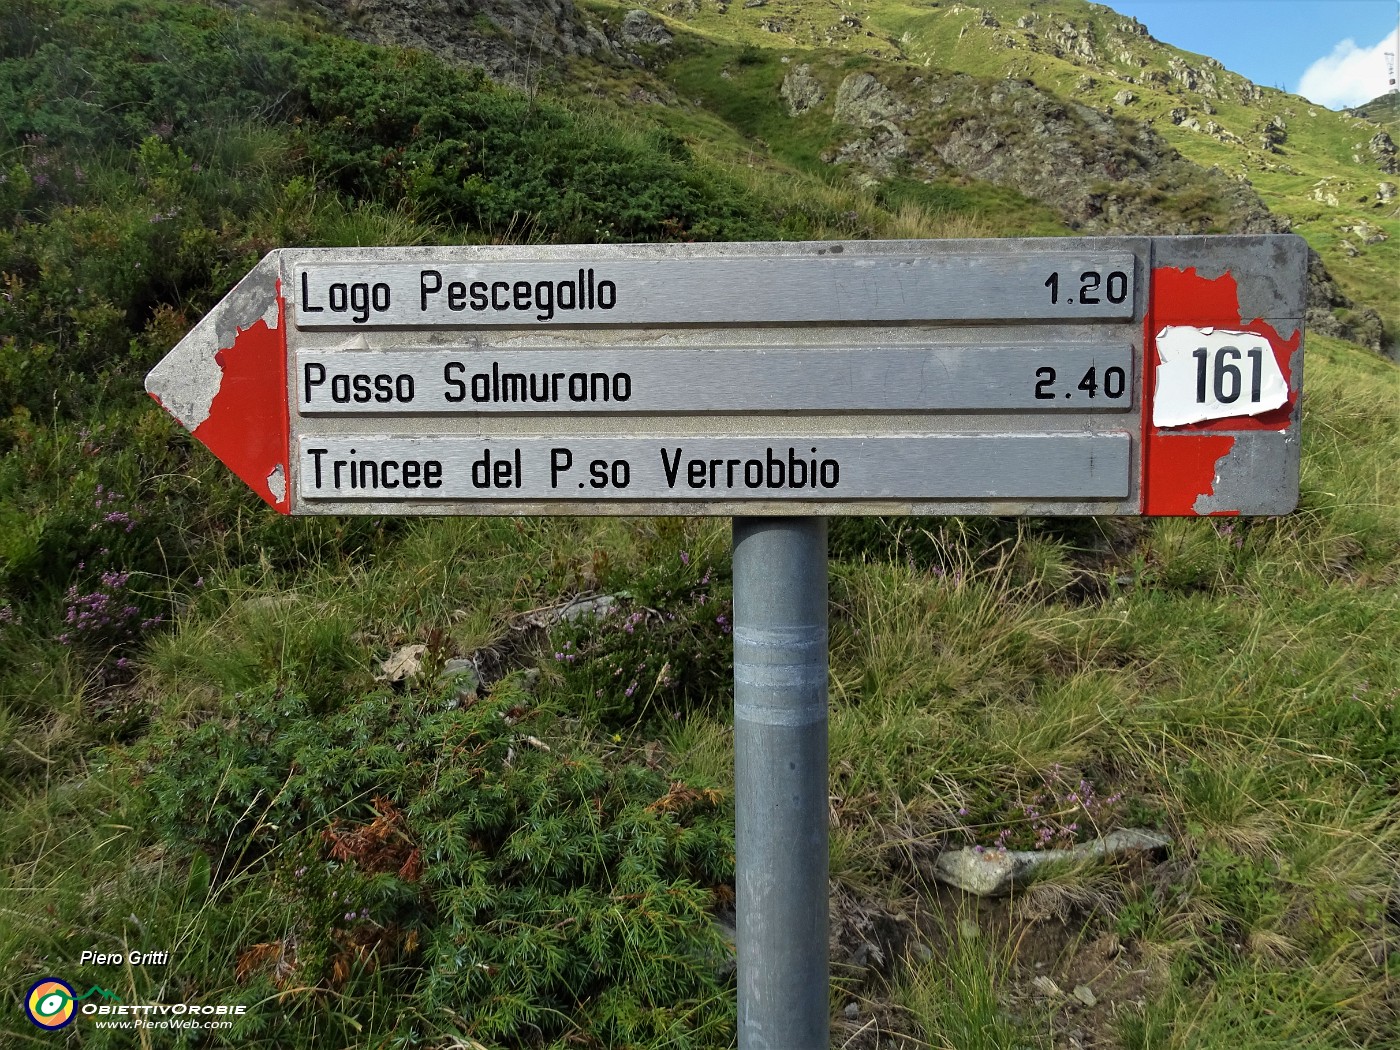 Lago Pescegallo 1.20
Passo Salmurano 2.40
Trincee del P.so Verrobbio
161
Piero Gritti
OBIETTIVOROBIE
www.PieroWeb.com